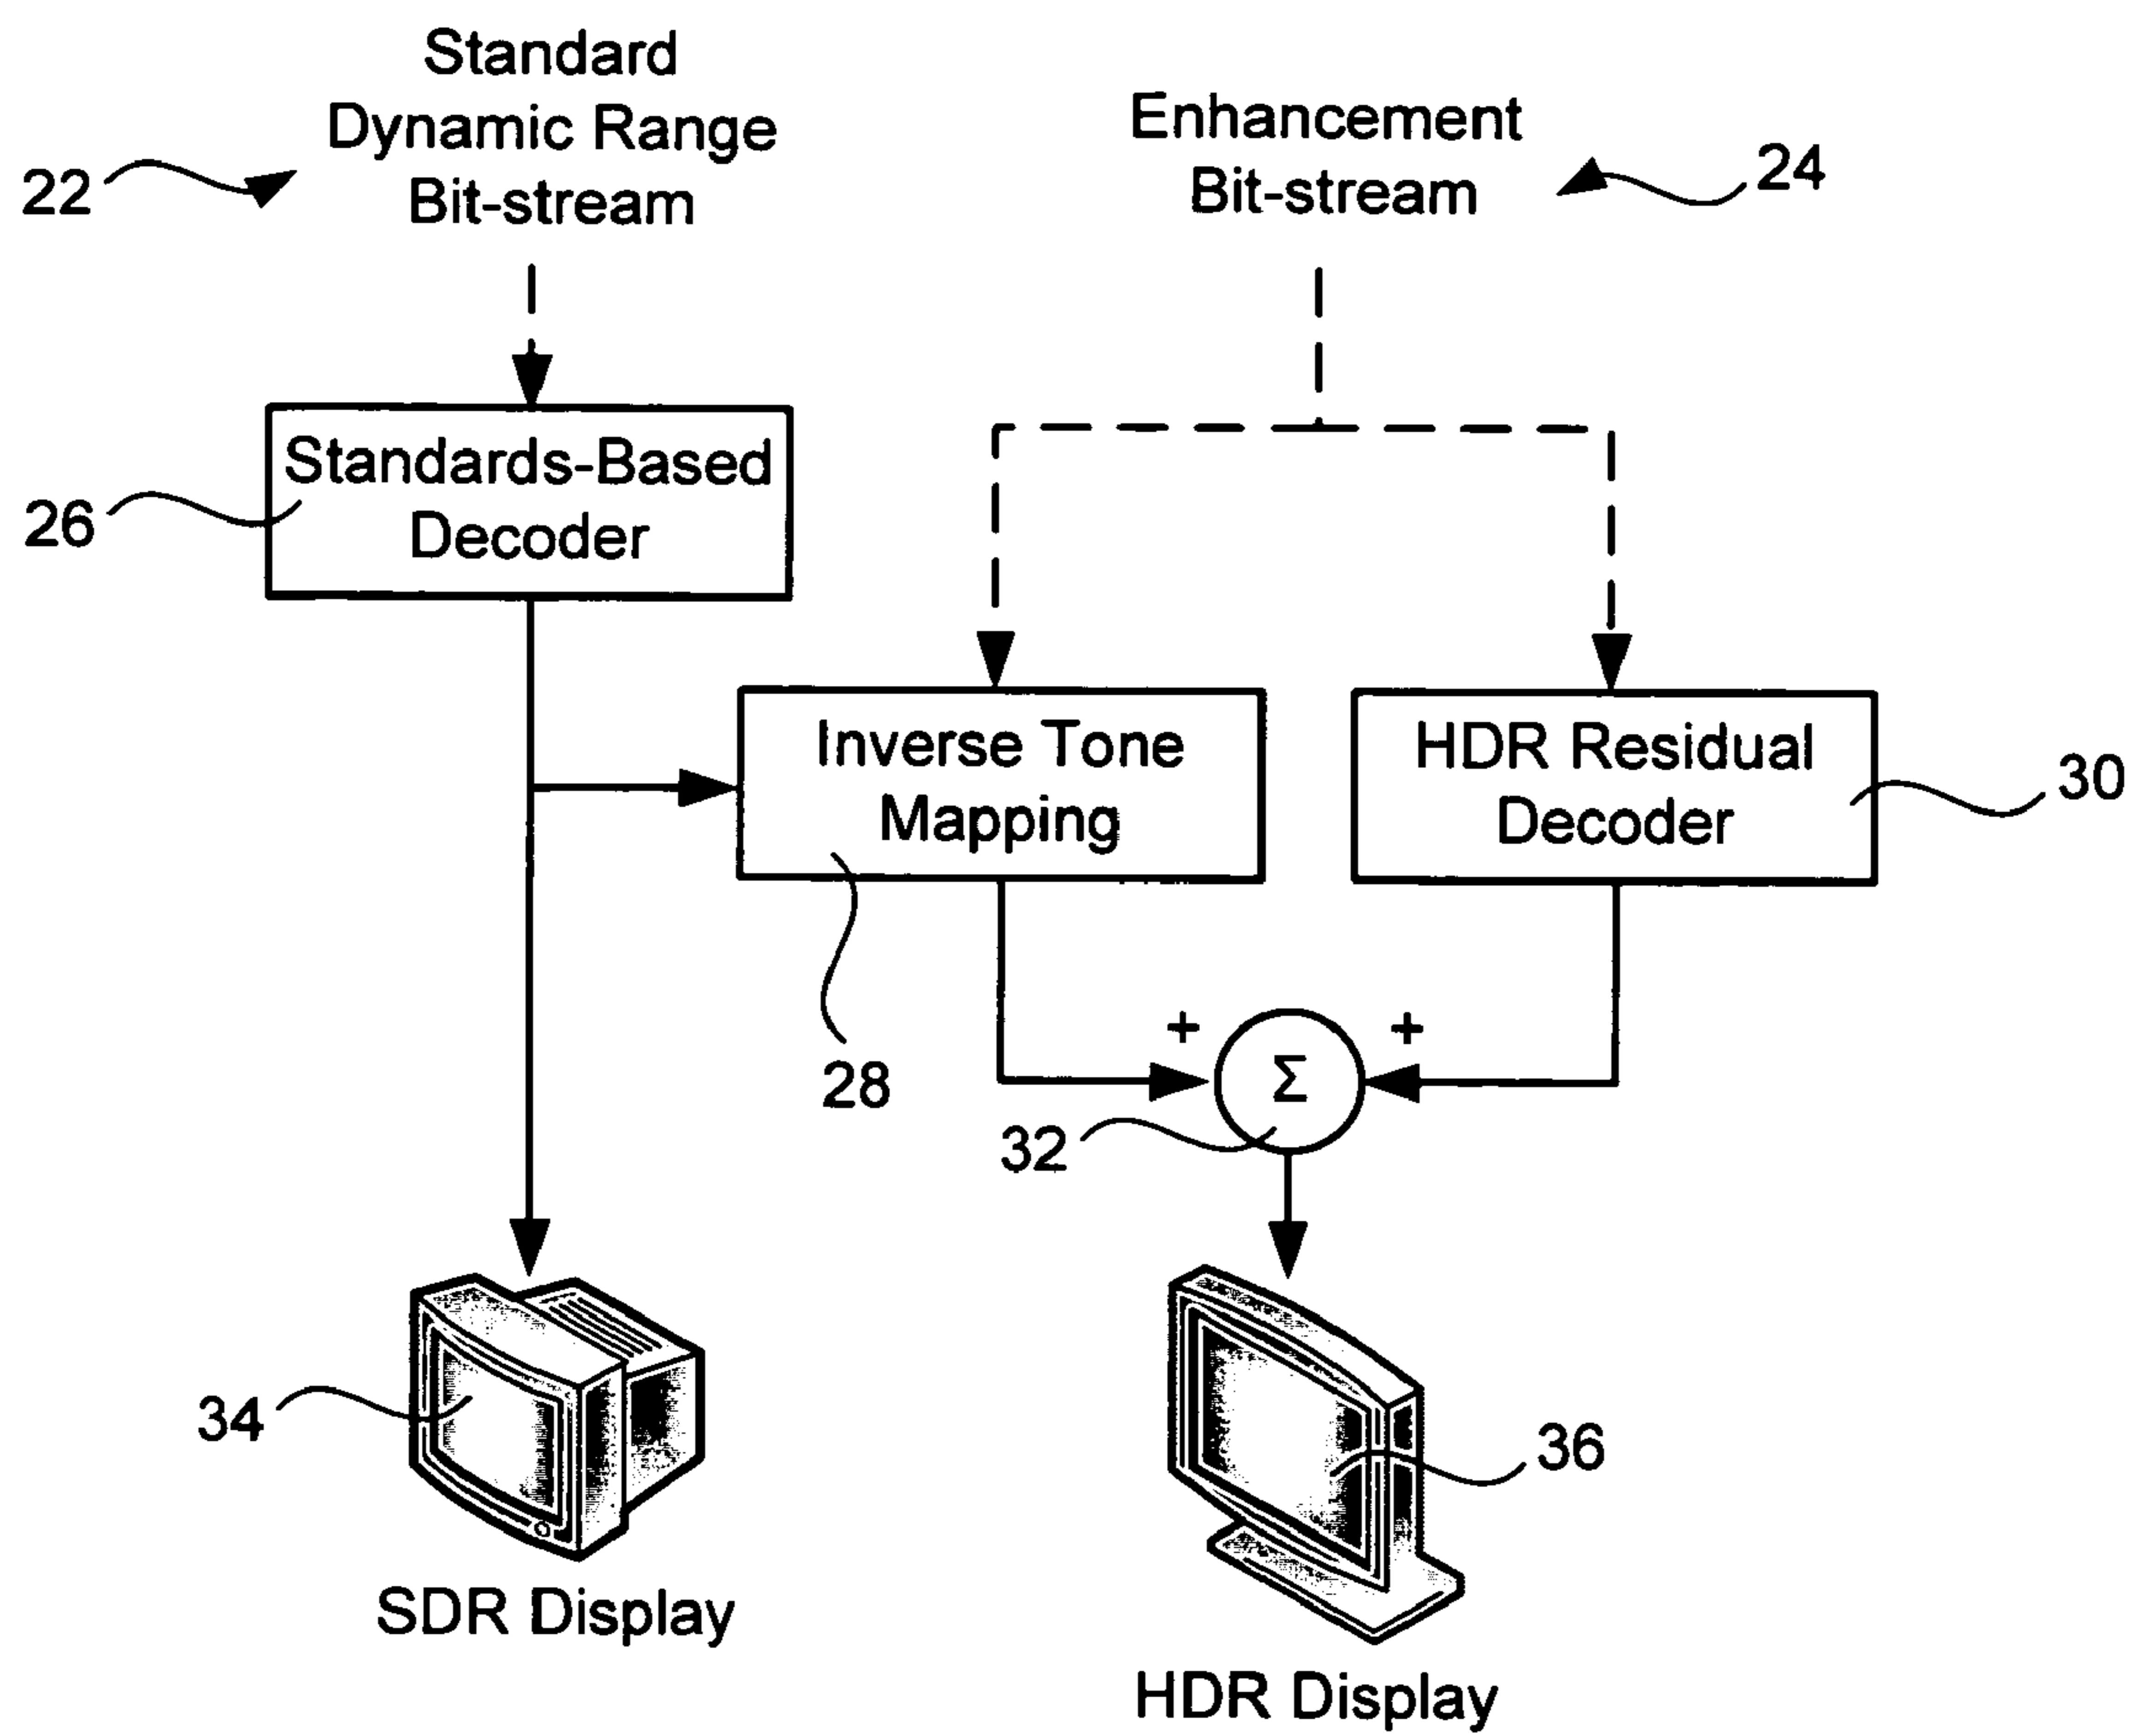 Standard
Dynamic Range
Bit-stream
22
Enhancement
Bit-stream
24
Standards-Based
Decoder
26
Inverse Tone
Mapping
28
HDR Residual
Decoder
30
+
+
Σ
32
34
36
SDR Display
HDR Display